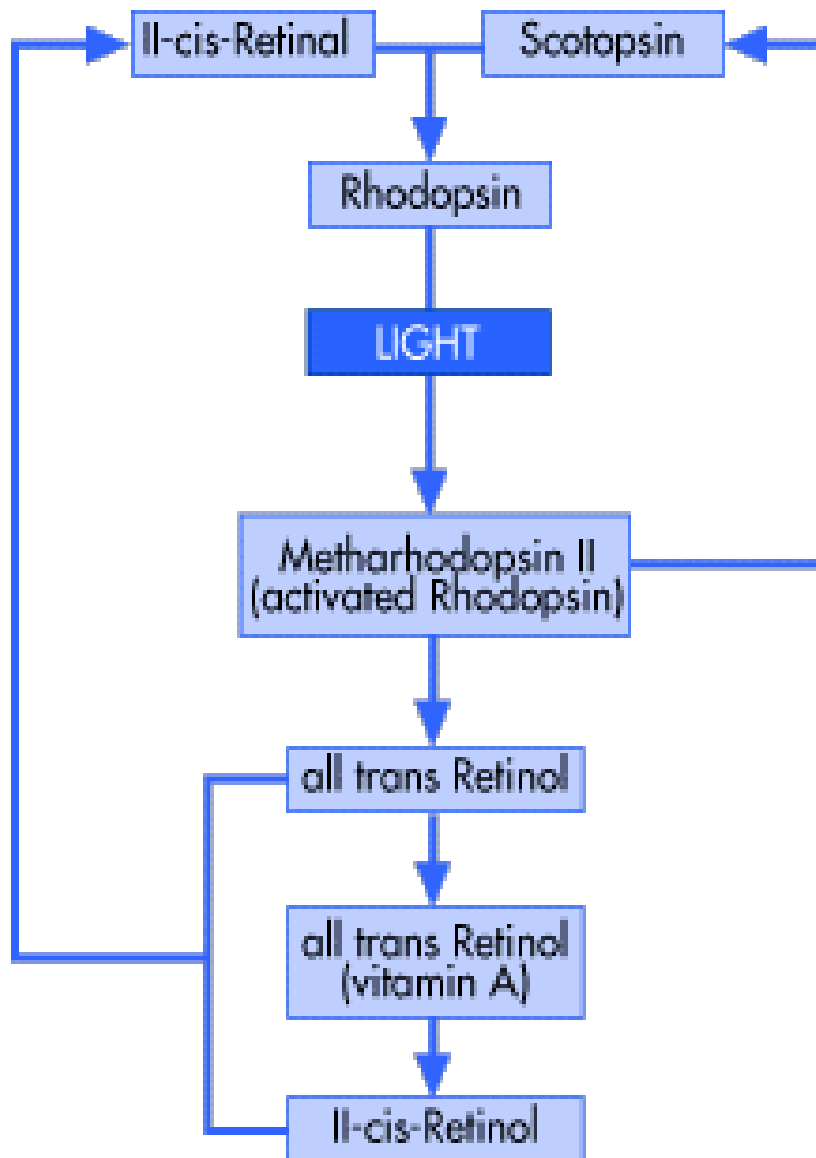 II-cis-Retinal
Scotopsin
Rhodopsin
LIGHT
Metharhodopsin II
(activated Rhodopsin)
all trans Retinol
all trans Retinol
(vitamin A)
II-cis-Retinol